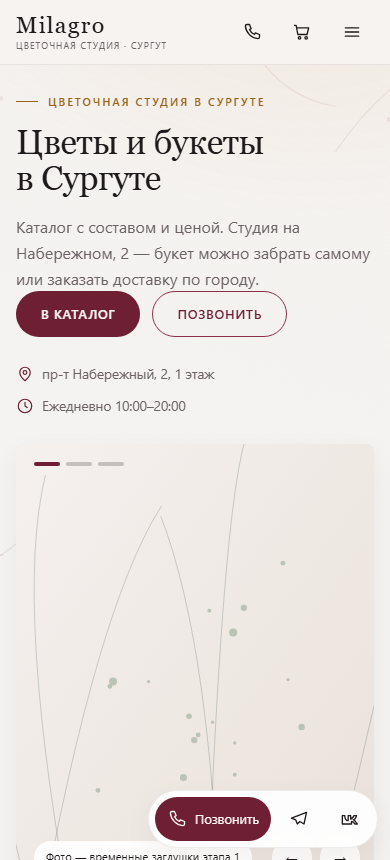 Milagro
ЦВЕТОЧНАЯ СТУДИЯ · СУРГУТ
ЦВЕТОЧНАЯ СТУДИЯ В СУРГУТЕ
Цветы и букеты
в Сургуте
Каталог с составом и ценой. Студия на
Набережном, 2 — букет можно забрать самому
или заказать доставку по городу.
В КАТАЛОГ
ПОЗВОНИТЬ
пр-т Набережный, 2, 1 этаж
Ежедневно 10:00–20:00
Позвонить
Фото — временные заглушки этапа 1